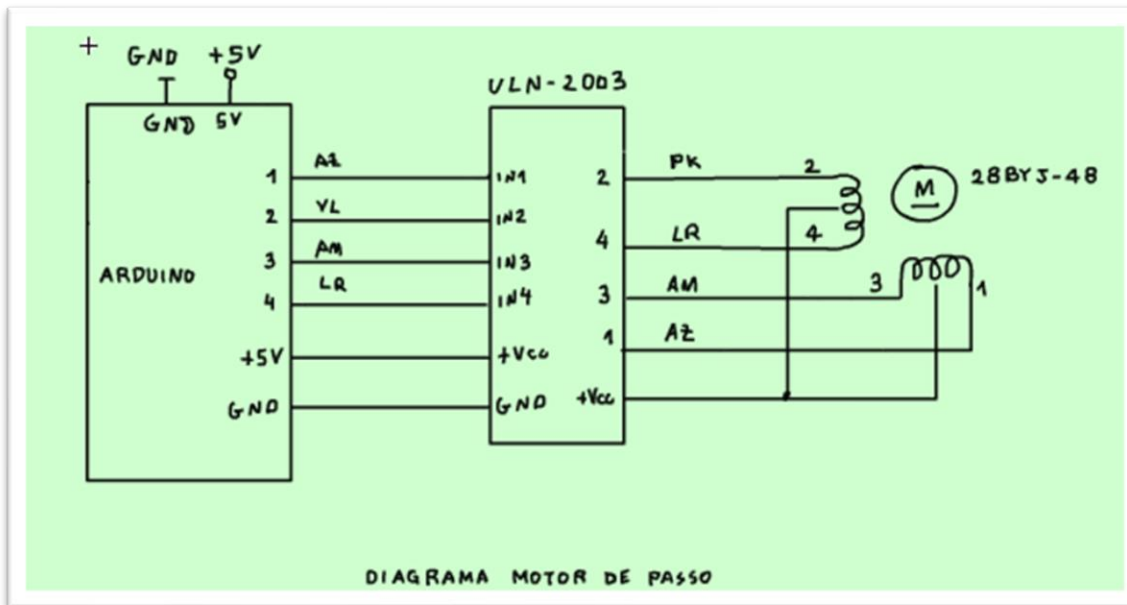 GND +5V
GND 5V
ULN-2003
ARDUINO
1 AZ IN1
2 VL IN2
3 AM IN3
4 LR IN4
+5V +Vcc
GND GND
2 PK 2
4 LR 4
3 AM 3 1
1 AZ
+Vcc
M 28BYJ-48
DIAGRAMA MOTOR DE PASSO